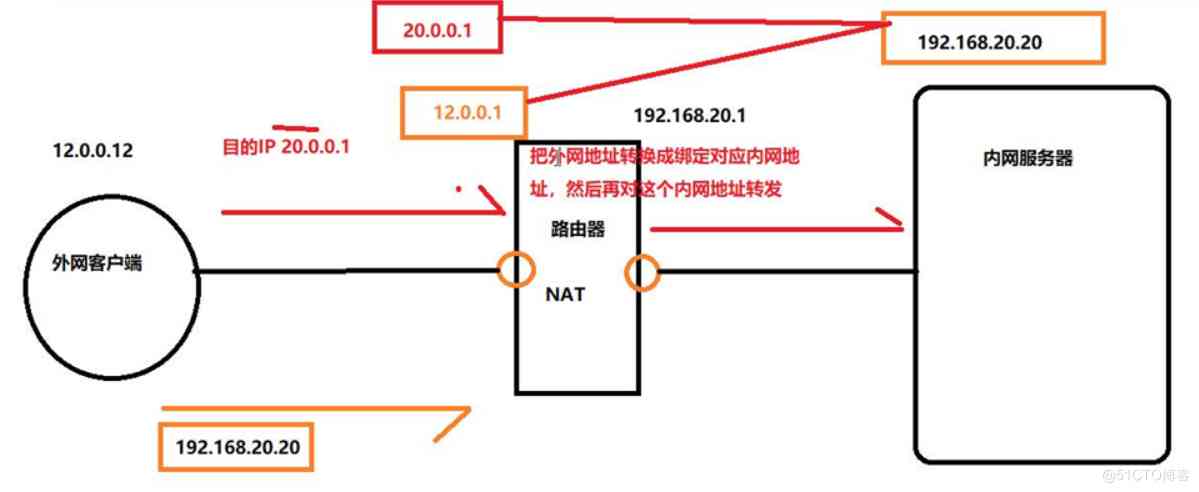 20.0.0.1
192.168.20.20
12.0.0.1
192.168.20.1
12.0.0.12
目的IP 20.0.0.1
把外网地址转换成绑定对应内网地
址，然后再对这个内网地址转发
内网服务器
路由器
外网客户端
NAT
192.168.20.20
@51CTO博客